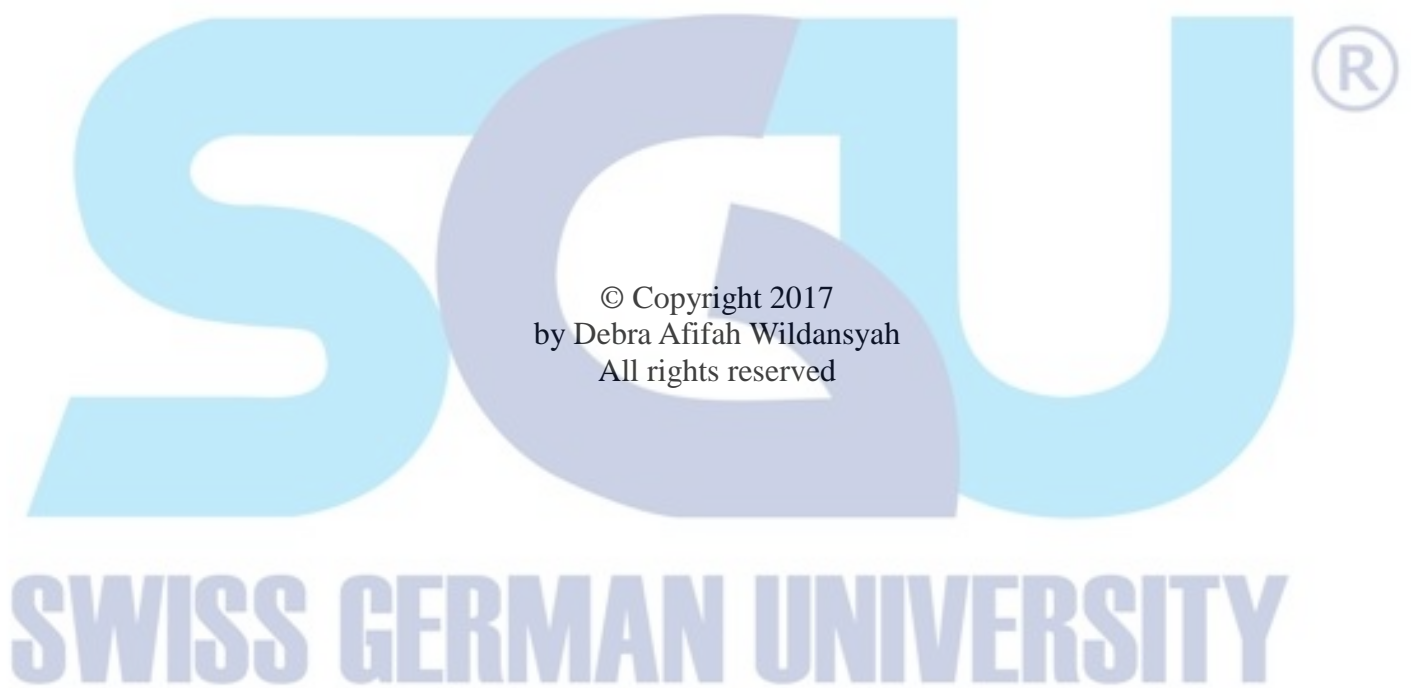 SGU®
© Copyright 2017
by Debra Afifah Wildansyah
All rights reserved
SWISS GERMAN UNIVERSITY